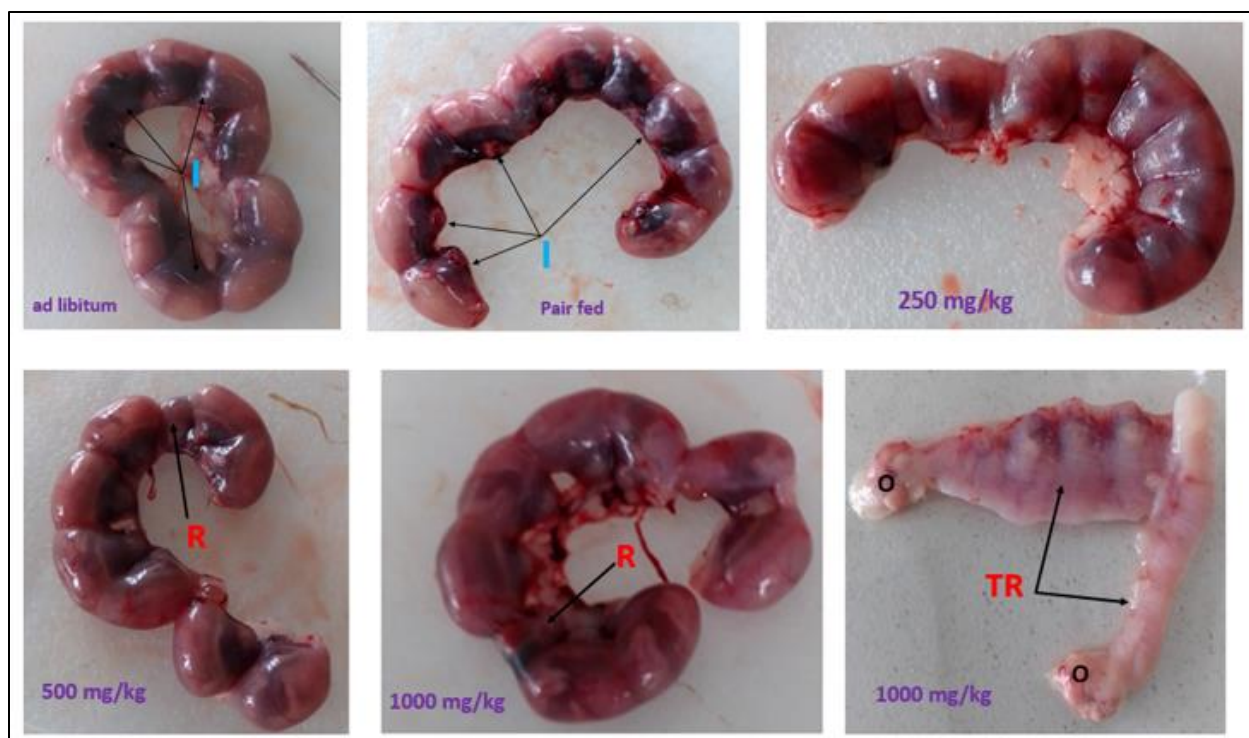 I
ad libitum
I
Pair fed
250 mg/kg
R
500 mg/kg
R
1000 mg/kg
O
TR
O
1000 mg/kg